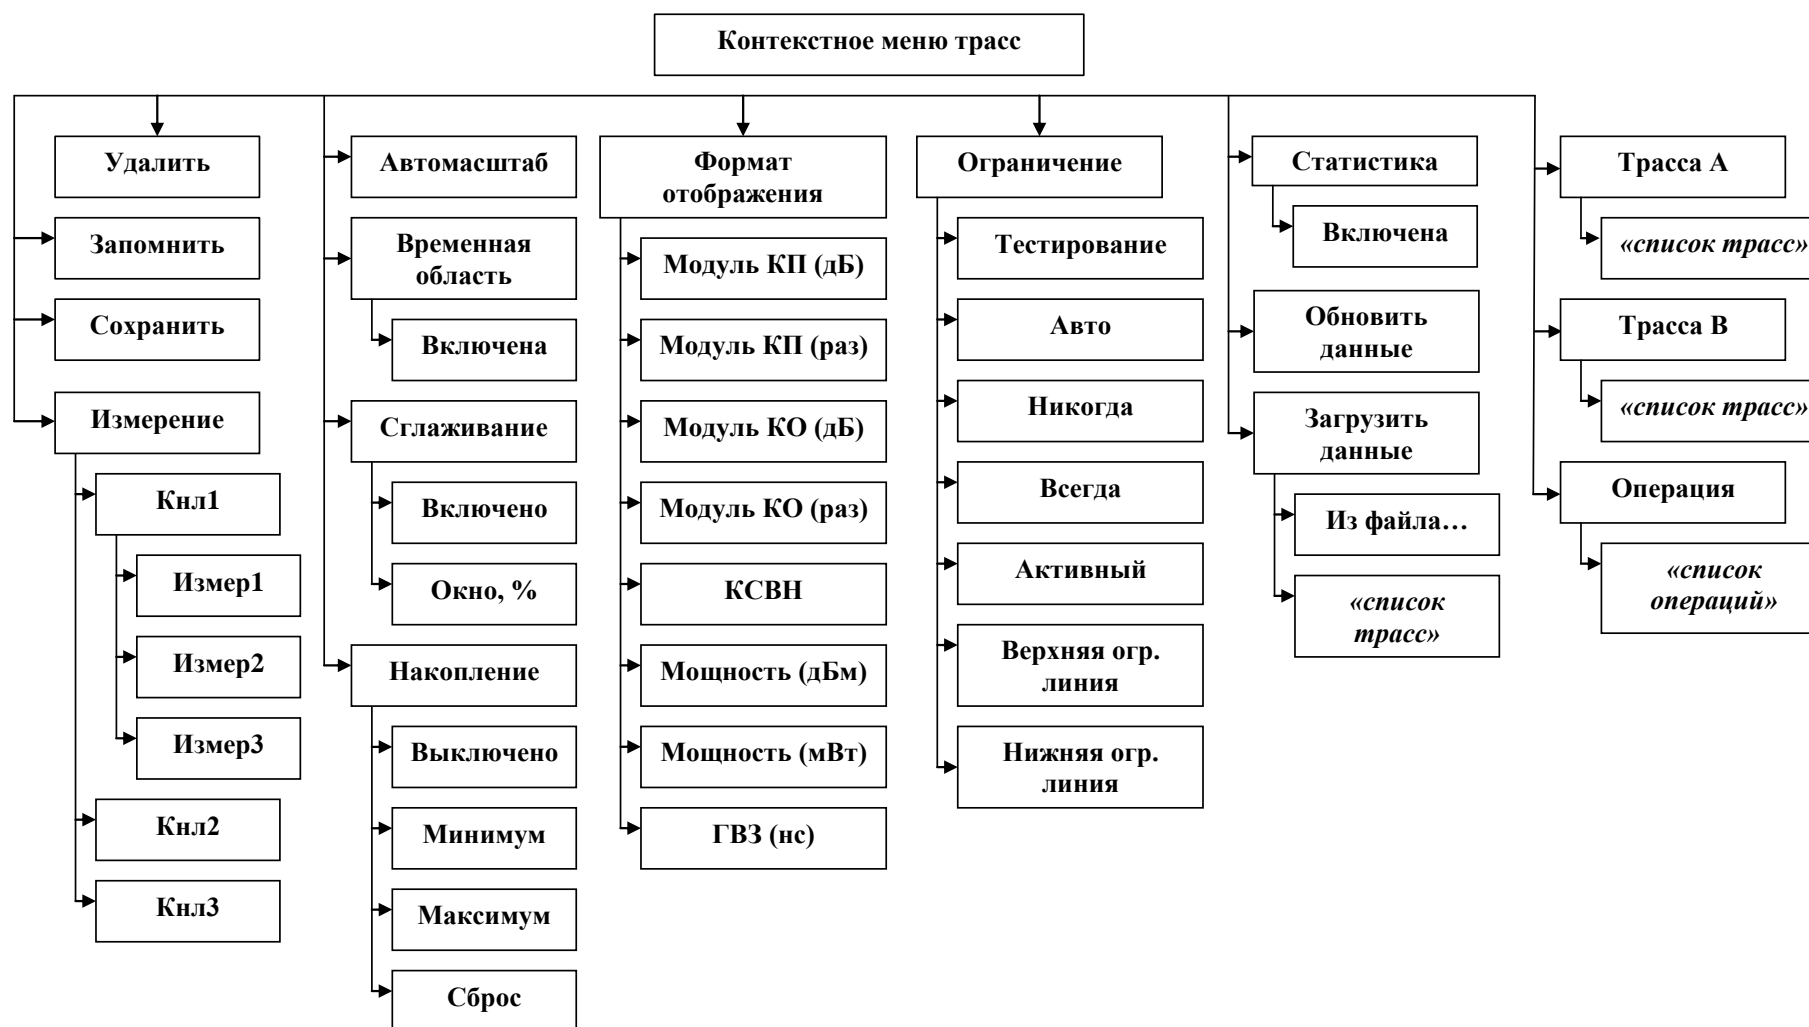 Контекстное меню трасс
Удалить
Запомнить
Сохранить
Измерение
Кнл1
Измер1
Измер2
Измер3
Кнл2
Кнл3
Автомасштаб
Временная
область
Включена
Сглаживание
Включено
Окно, %
Накопление
Выключено
Минимум
Максимум
Сброс
Формат
отображения
Модуль КП (дБ)
Модуль КП (раз)
Модуль КО (дБ)
Модуль КО (раз)
КСВН
Мощность (дБм)
Мощность (мВт)
ГВЗ (нс)
Ограничение
Тестирование
Авто
Никогда
Всегда
Активный
Верхняя огр.
линия
Нижняя огр.
линия
Статистика
Включена
Обновить
данные
Загрузить
данные
Из файла…
«список
трасс»
Трасса А
«список трасс»
Трасса В
«список трасс»
Операция
«список
операций»